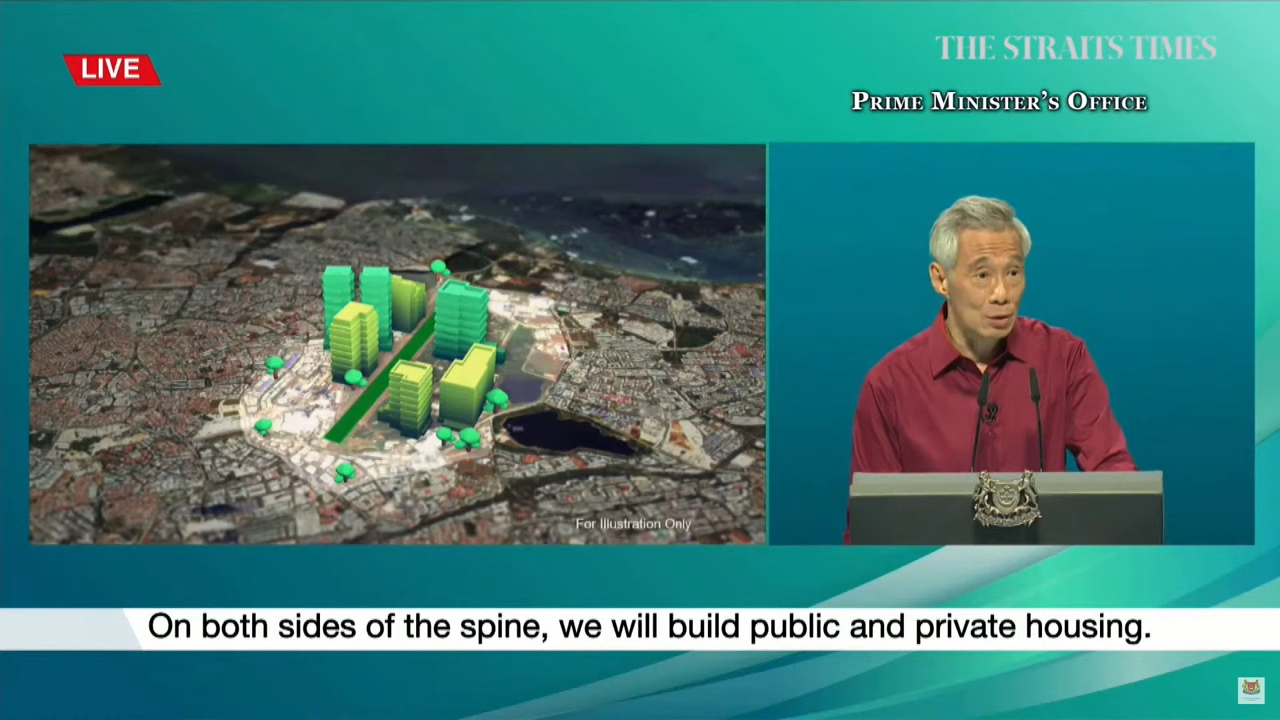 LIVE
THE STRAITS TIMES
PRIME MINISTER'S OFFICE
For Illustration Only
On both sides of the spine, we will build public and private housing.